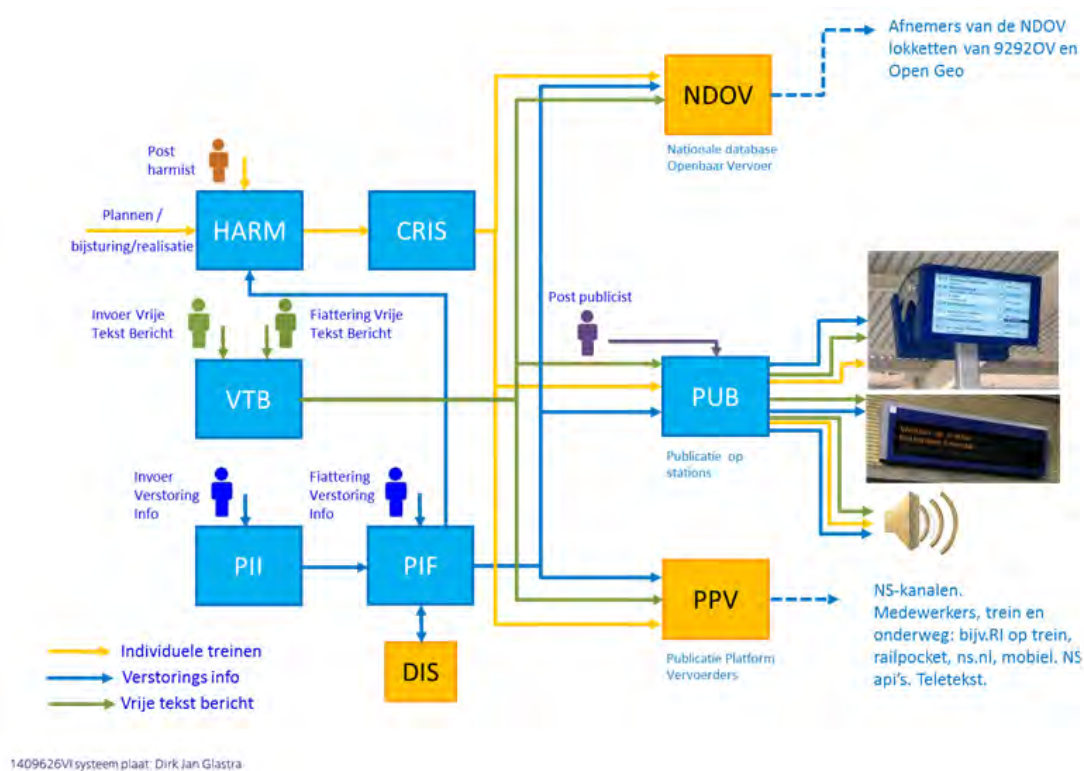 Afnemers van de NDOV
lokketten van 9292OV en
Open Geo
NDOV
Nationale database
Openbaar Vervoer
Post
harmist
Plannen /
bijsturing/realisatie
HARM
CRIS
Invoer Vrije
Tekst Bericht
Fiattering Vrije
Tekst Bericht
Post publicist
VTB
PUB
Publicatie op
stations
Invoer
Verstoring
Info
Fiattering
Verstoring
Info
PII
PIF
PPV
Publicatie Platform
Vervoerders
NS-kanalen.
Medewerkers, trein en
onderweg: bijv.RI op trein,
railpocket, ns.nl, mobiel. NS
api's. Teletekst.
DIS
Individuele treinen
Verstorings info
Vrije tekst bericht
1409626VI systeem plaat: Dirk Jan Glastra